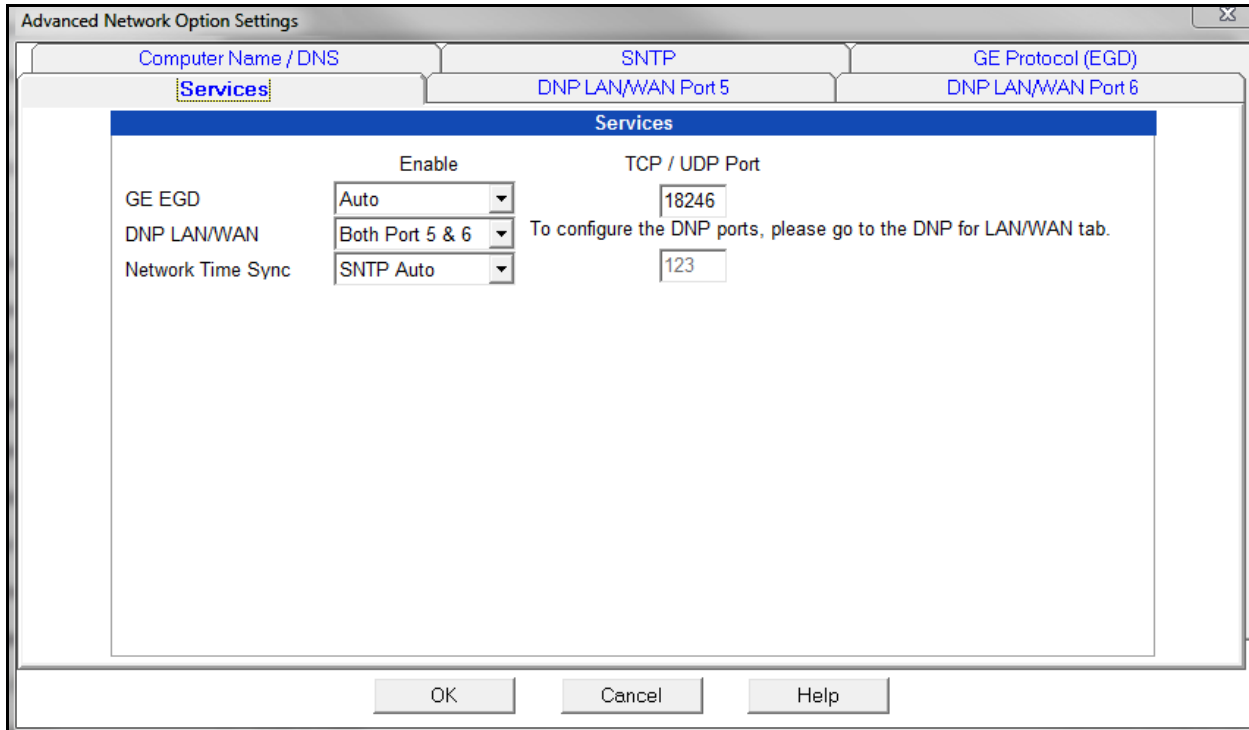 Advanced Network Option Settings
Computer Name / DNS SNTP GE Protocol (EGD)
Services DNP LAN/WAN Port 5 DNP LAN/WAN Port 6
Services
Enable TCP / UDP Port
GE EGD Auto 18246
DNP LAN/WAN Both Port 5 & 6 To configure the DNP ports, please go to the DNP for LAN/WAN tab.
Network Time Sync SNTP Auto 123
OK Cancel Help